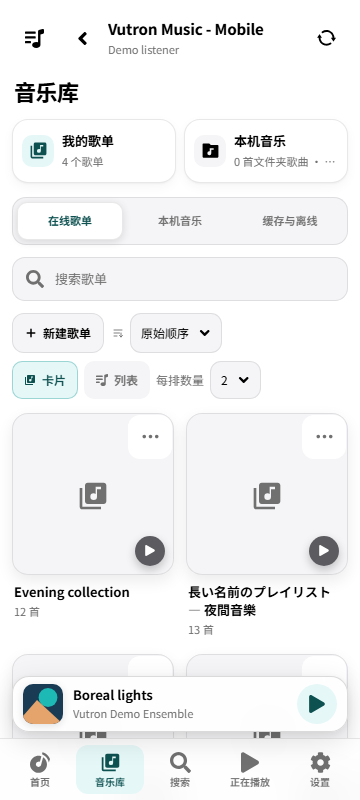 Vutron Music - Mobile
Demo listener
音乐库
我的歌单
4 个歌单
本机音乐
0 首文件夹歌曲 · ...
在线歌单
本机音乐
缓存与离线
搜索歌单
+ 新建歌单
原始顺序
卡片
列表
每排数量
2
Evening collection
12 首
長い名前のプレイリスト
— 夜間音樂
13 首
Boreal lights
Vutron Demo Ensemble
首页
音乐库
搜索
正在播放
设置